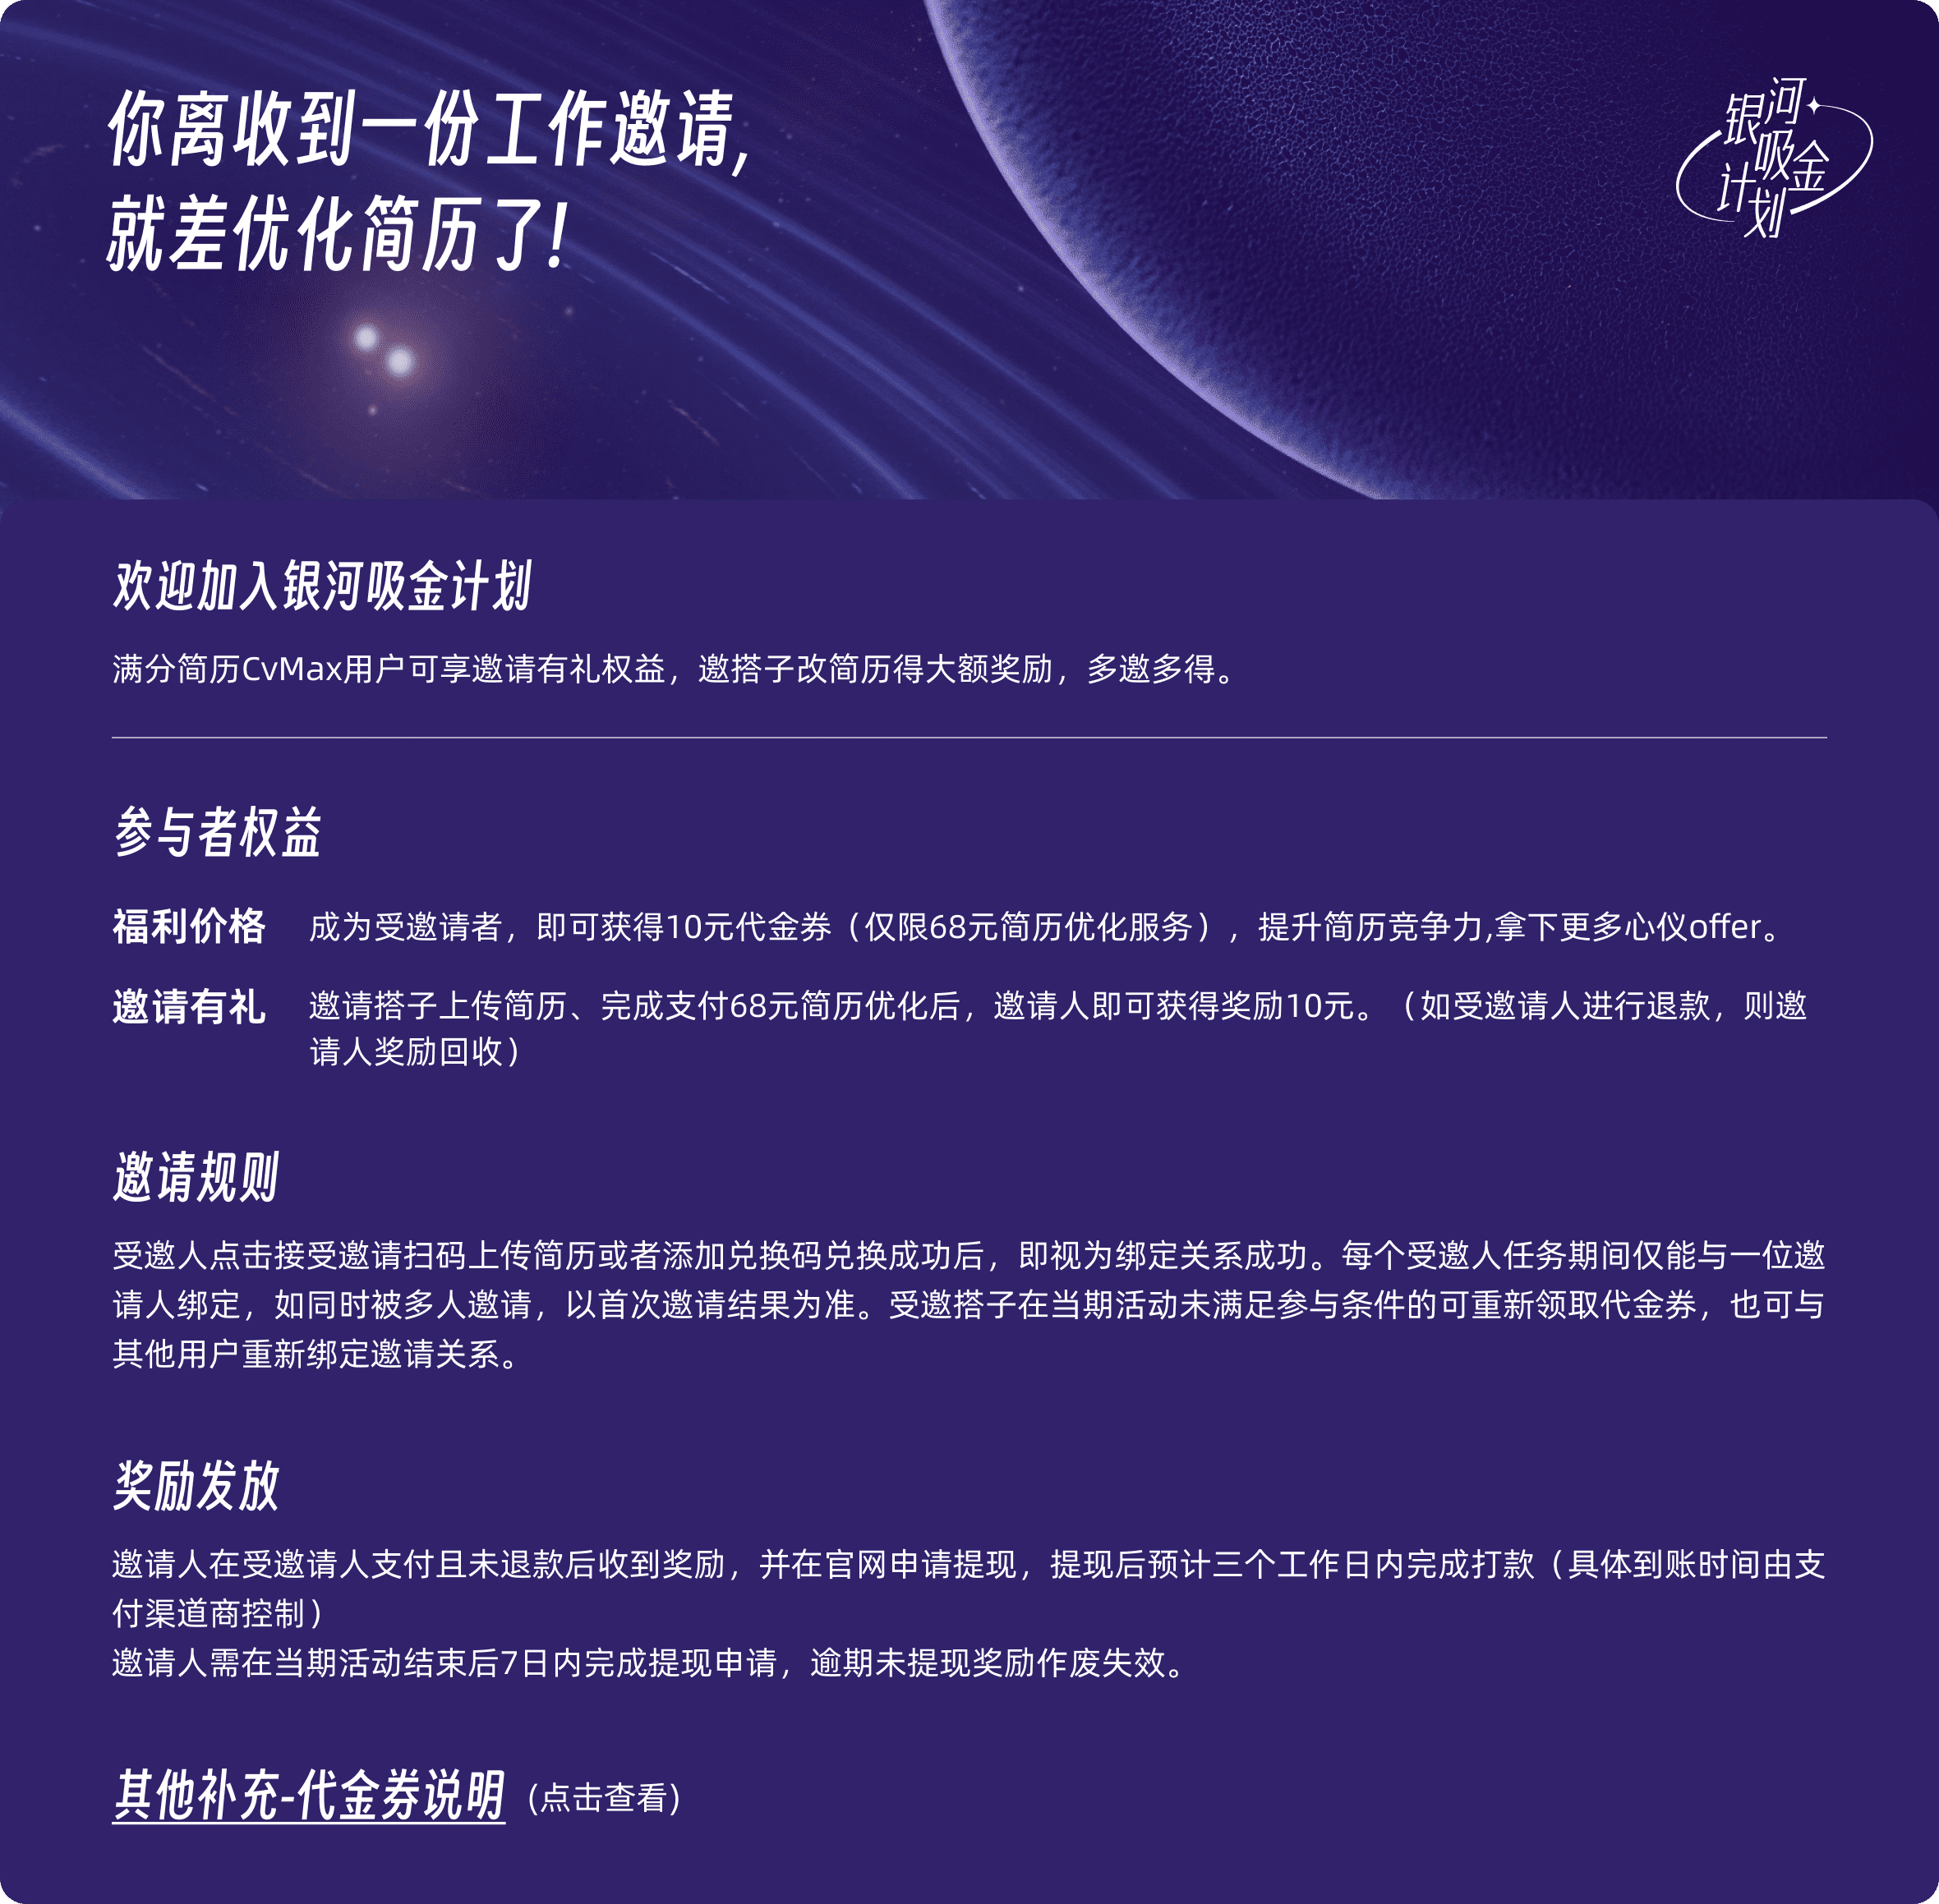 你离收到一份工作邀请,
就差优化简历了!
银河
吸金
计划
欢迎加入银河吸金计划
满分简历CvMax用户可享邀请有礼权益，邀搭子改简历得大额奖励，多邀多得。
参与者权益
福利价格 成为受邀请者，即可获得10元代金券（仅限68元简历优化服务），提升简历竞争力,拿下更多心仪offer。
邀请有礼 邀请搭子上传简历、完成支付68元简历优化后，邀请人即可获得奖励10元。（如受邀请人进行退款，则邀
请人奖励回收）
邀请规则
受邀人点击接受邀请扫码上传简历或者添加兑换码兑换成功后，即视为绑定关系成功。每个受邀人任务期间仅能与一位邀
请人绑定，如同时被多人邀请，以首次邀请结果为准。受邀搭子在当期活动未满足参与条件的可重新领取代金券，也可与
其他用户重新绑定邀请关系。
奖励发放
邀请人在受邀请人支付且未退款后收到奖励，并在官网申请提现，提现后预计三个工作日内完成打款（具体到账时间由支
付渠道商控制）
邀请人需在当期活动结束后7日内完成提现申请，逾期未提现奖励作废失效。
其他补充-代金券说明 (点击查看)